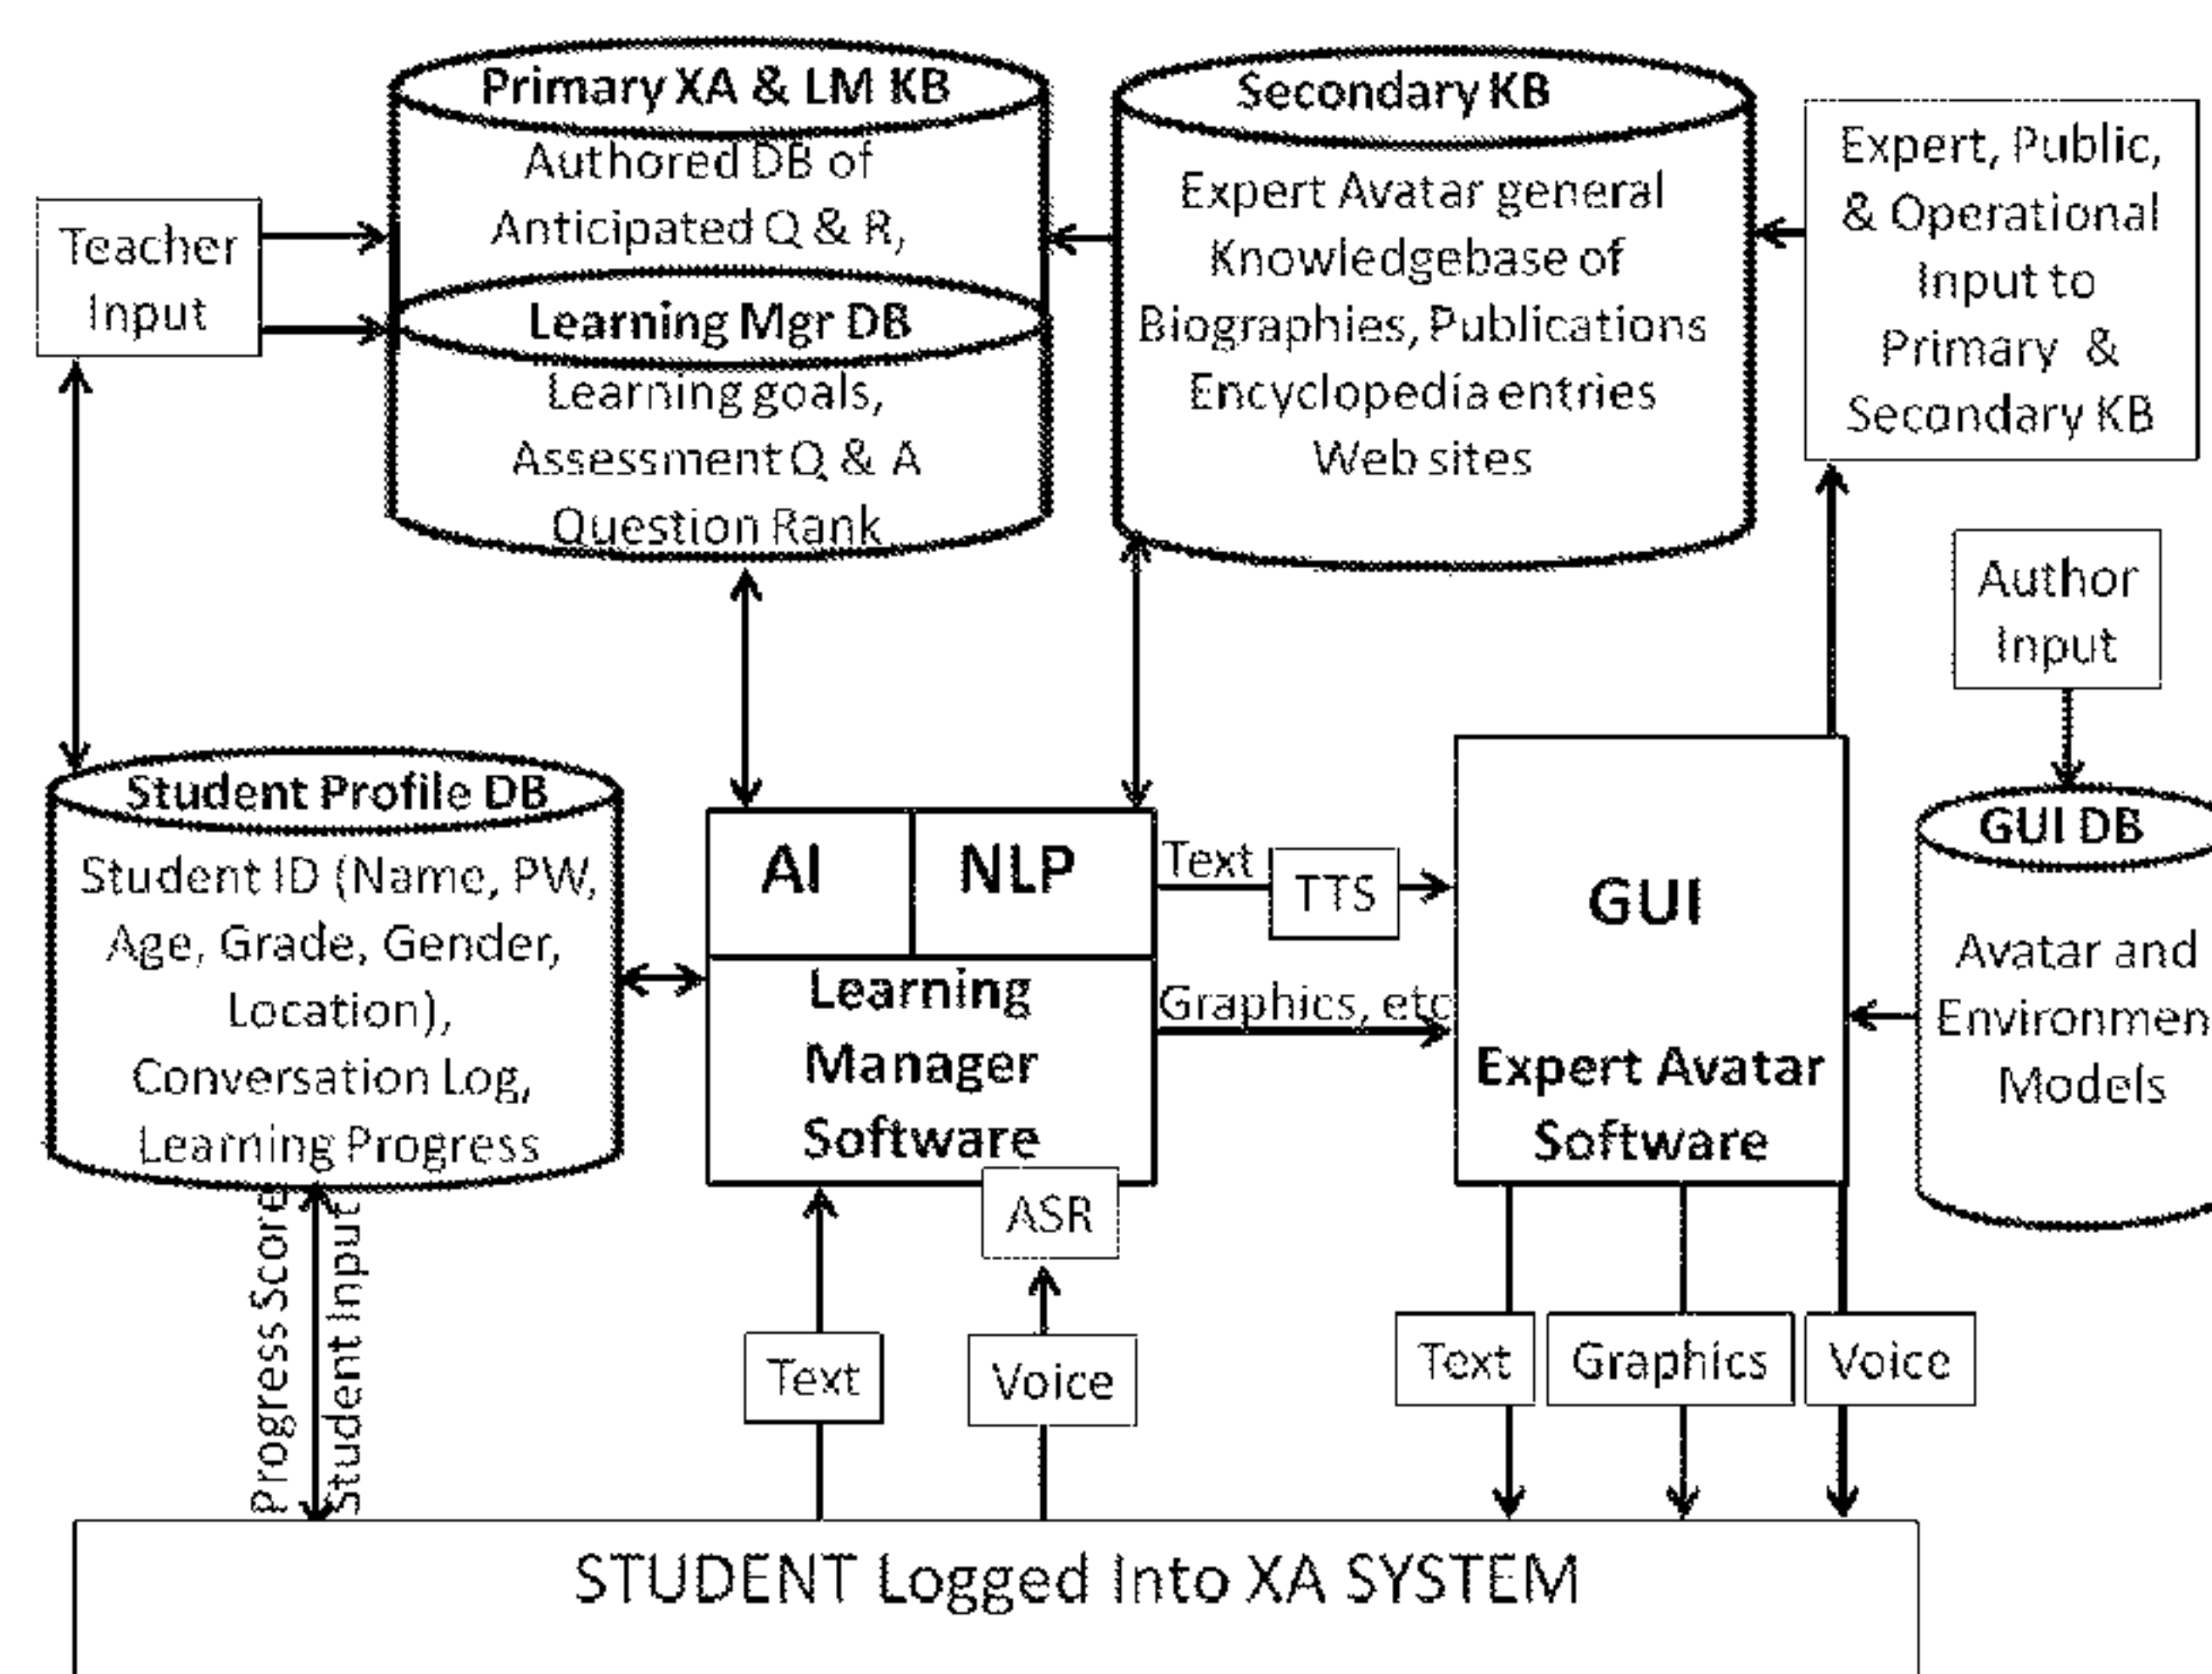 Primary XA & LM KB
Authored DB of
Anticipated Q & R,
Learning Mgr DB
Learning goals,
Assessment Q & A
Question Rank
Secondary KB
Expert Avatar general
Knowledgebase of
Biographies, Publications
Encyclopedia entries
Web sites
Expert, Public,
& Operational
Input to
Primary &
Secondary KB
Teacher
Input
Author
Input
Student Profile DB
Student ID (Name, PW,
Age, Grade, Gender,
Location),
Conversation Log,
Learning Progress
AI
NLP
Learning
Manager
Software
Text
TTS
Graphics, etc
GUI
Expert Avatar
Software
GUI DB
Avatar and
Environmen
Models
ASR
Progress Score
Student Input
Text
Voice
Text
Graphics
Voice
STUDENT Logged Into XA SYSTEM